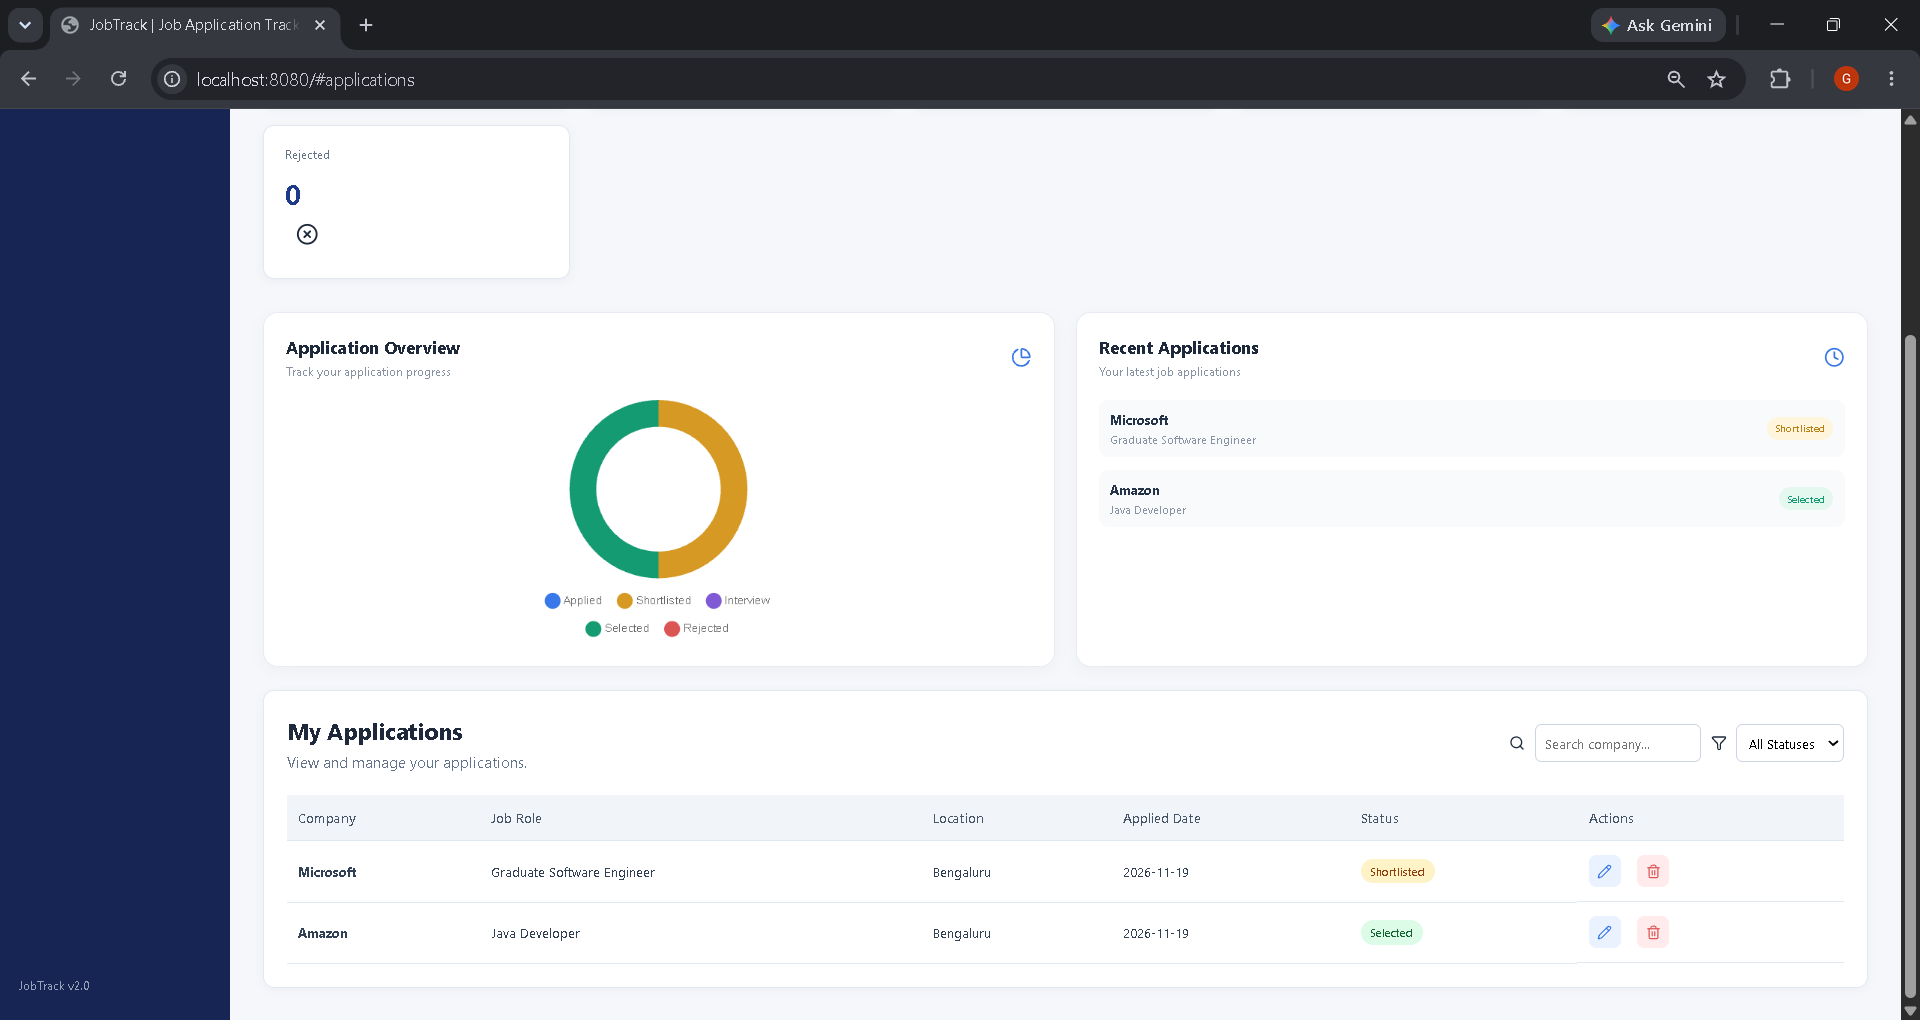 JobTrack | Job Application Track
Ask Gemini
localhost:8080/#applications
G
Rejected
0
Application Overview
Track your application progress
Applied Shortlisted Interview
Selected Rejected
Recent Applications
Your latest job applications
Microsoft
Graduate Software Engineer
Shortlisted
Amazon
Java Developer
Selected
My Applications
View and manage your applications.
Search company...
All Statuses
Company Job Role Location Applied Date Status Actions
Microsoft Graduate Software Engineer Bengaluru 2026-11-19 Shortlisted
Amazon Java Developer Bengaluru 2026-11-19 Selected
JobTrack v2.0